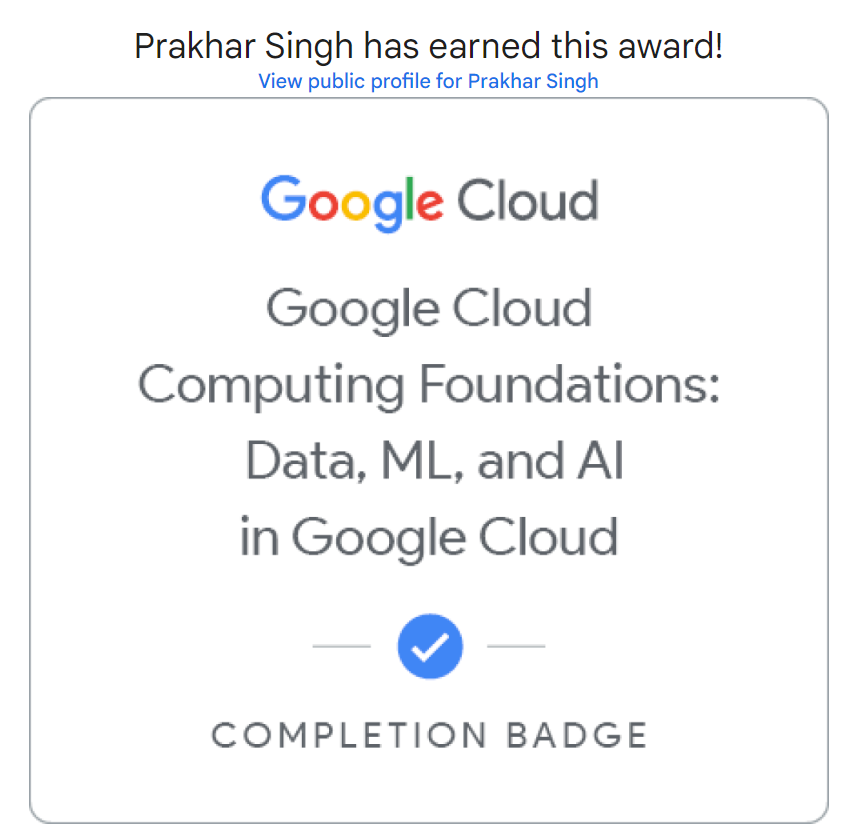 Prakhar Singh has earned this award!
View public profile for Prakhar Singh
Google Cloud
Google Cloud
Computing Foundations:
Data, ML, and AI
in Google Cloud
COMPLETION BADGE